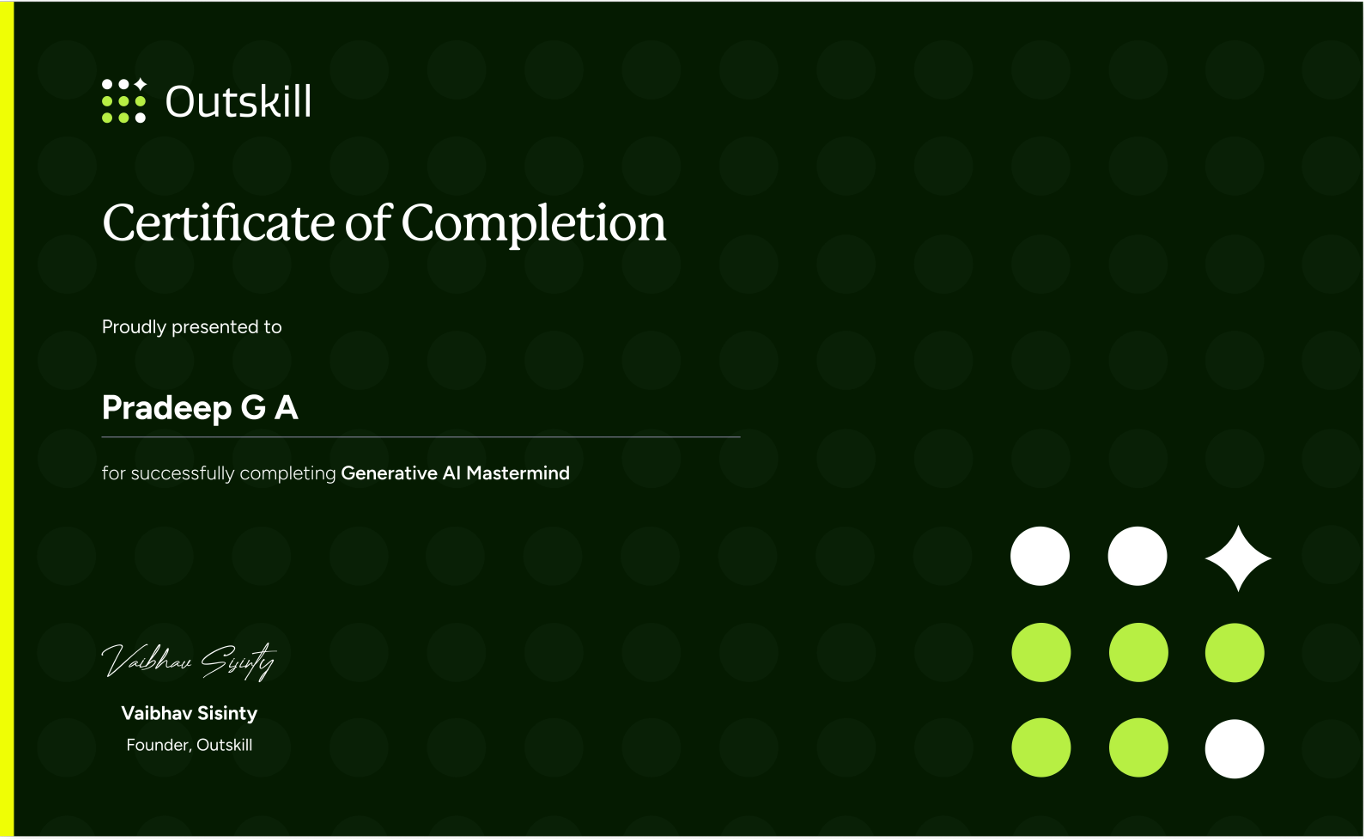 Outskill
Certificate of Completion
Proudly presented to
Pradeep G A
for successfully completing Generative AI Mastermind
Vaibhav Sisinty
Vaibhav Sisinty
Founder, Outskill